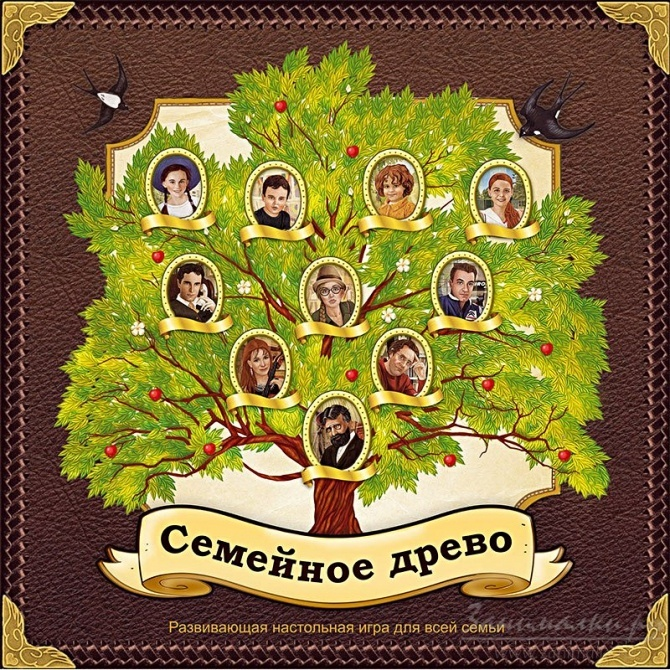 Семейное древо
Развивающая настольная игра для всей семьи